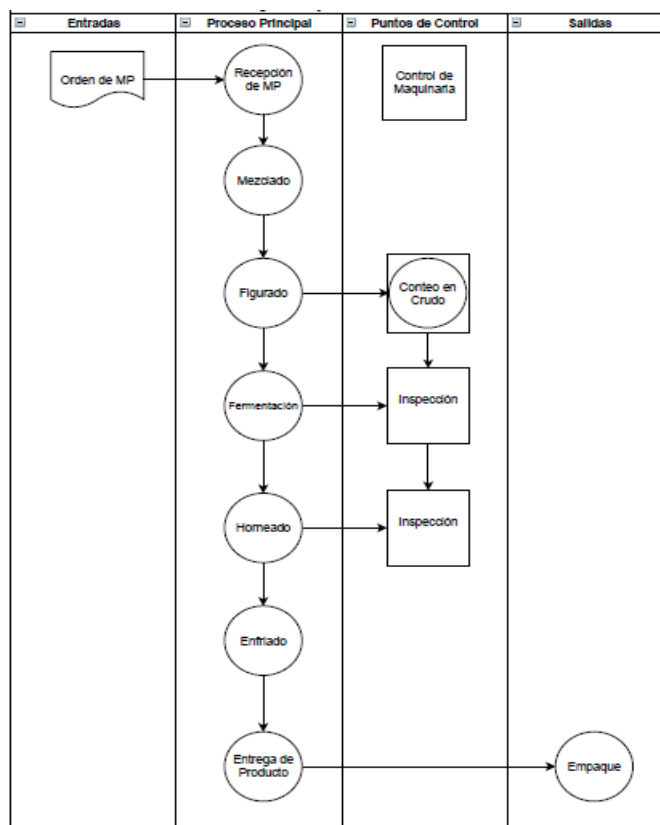 Entradas
Proceso Principal
Puntos de Control
Salidas
Orden de MP
Recepción
de MP
Control de
Maquinaria
Mezclado
Figurado
Conteo en
Crudo
Fermentación
Inspección
Horneado
Inspección
Enfriado
Entrega de
Producto
Empaque